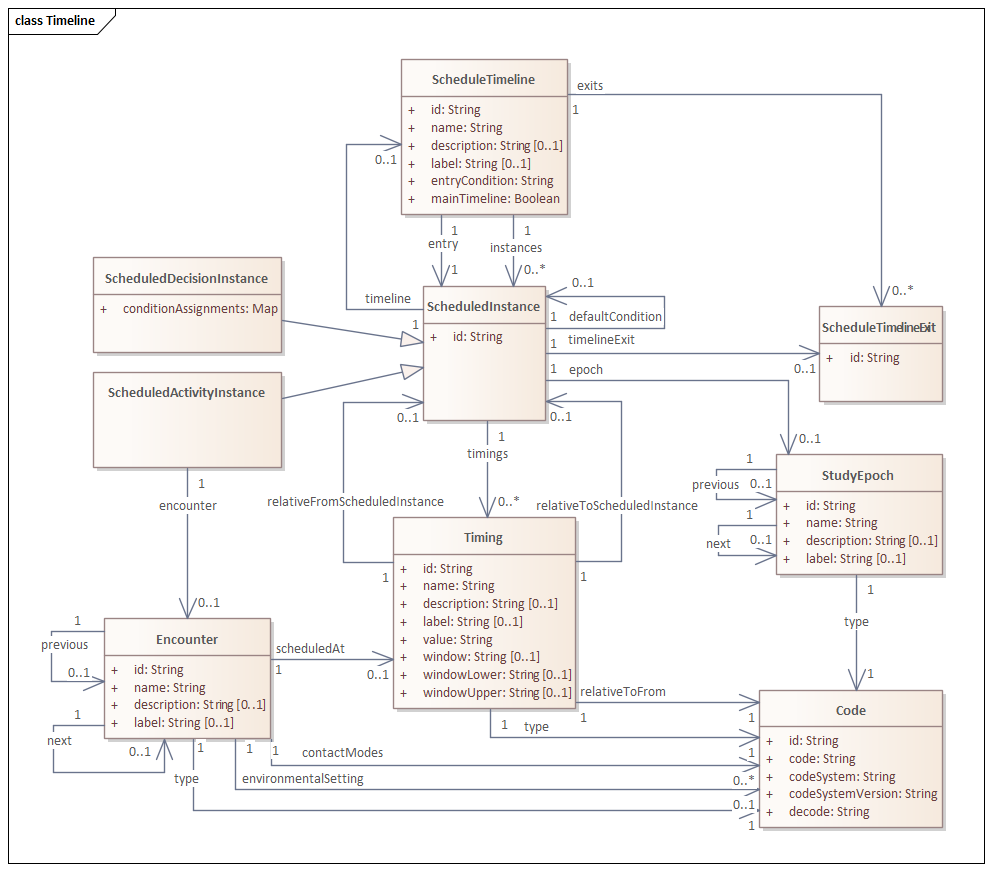 class Timeline
ScheduleTimeline
+ id: String
+ name: String
+ description: String [0..1]
+ label: String [0..1]
+ entryCondition: String
+ mainTimeline: Boolean
exits
1
0..*
0..1
1
entry
1
1
instances
0..*
ScheduledDecisionInstance
+ conditionAssignments: Map
ScheduledActivityInstance
timeline
1
ScheduledInstance
+ id: String
0..1
1 defaultCondition
1 timelineExit
0..1
1 epoch
0..1
ScheduleTimelineExit
+ id: String
0..1
0..1
1
timings
0..*
relativeFromScheduledInstance
1
relativeToScheduledInstance
1
1
encounter
0..1
Timing
+ id: String
+ name: String
+ description: String [0..1]
+ label: String [0..1]
+ value: String
+ window: String [0..1]
+ windowLower: String [0..1]
+ windowUpper: String [0..1]
StudyEpoch
+ id: String
+ name: String
+ description: String [0..1]
+ label: String [0..1]
1
previous
0..1
1
next
0..1
1
type
1
Encounter
+ id: String
+ name: String
+ description: String [0..1]
+ label: String [0..1]
1
previous
0..1
1
next
0..1
scheduledAt
1
0..1
relativeToFrom
1
1
1 type
1
1 contactModes
0..*
1
environmentalSetting
0..1
1
type
1
Code
+ id: String
+ code: String
+ codeSystem: String
+ codeSystemVersion: String
+ decode: String